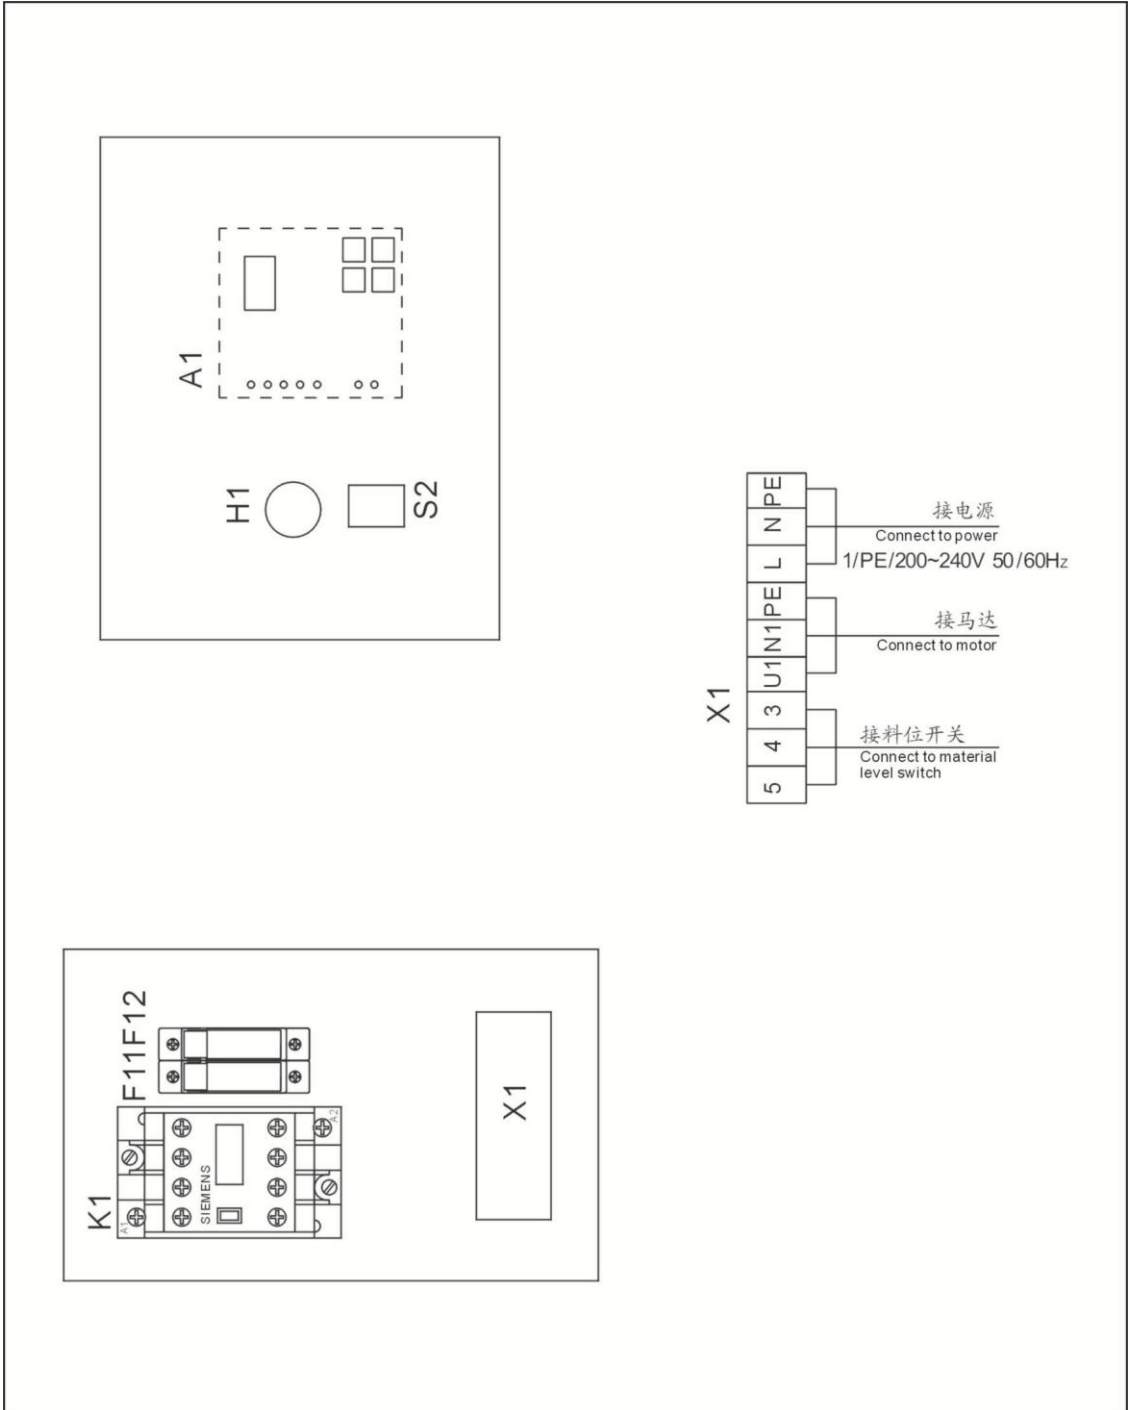 A1
H1
S2
X1
PE
N
L
PE
N1
U1
3
4
5
接电源
Connect to power
1/PE/200~240V 50/60Hz
接马达
Connect to motor
接料位开关
Connect to material
level switch
F11F12
K1
A1
A2
SIEMENS
X1